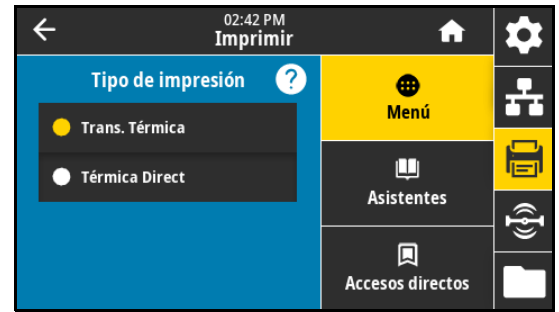 02:42 PM
Imprimir
Tipo de impresión ?
Trans. Térmica
Térmica Direct
Menú
Asistentes
Accesos directos